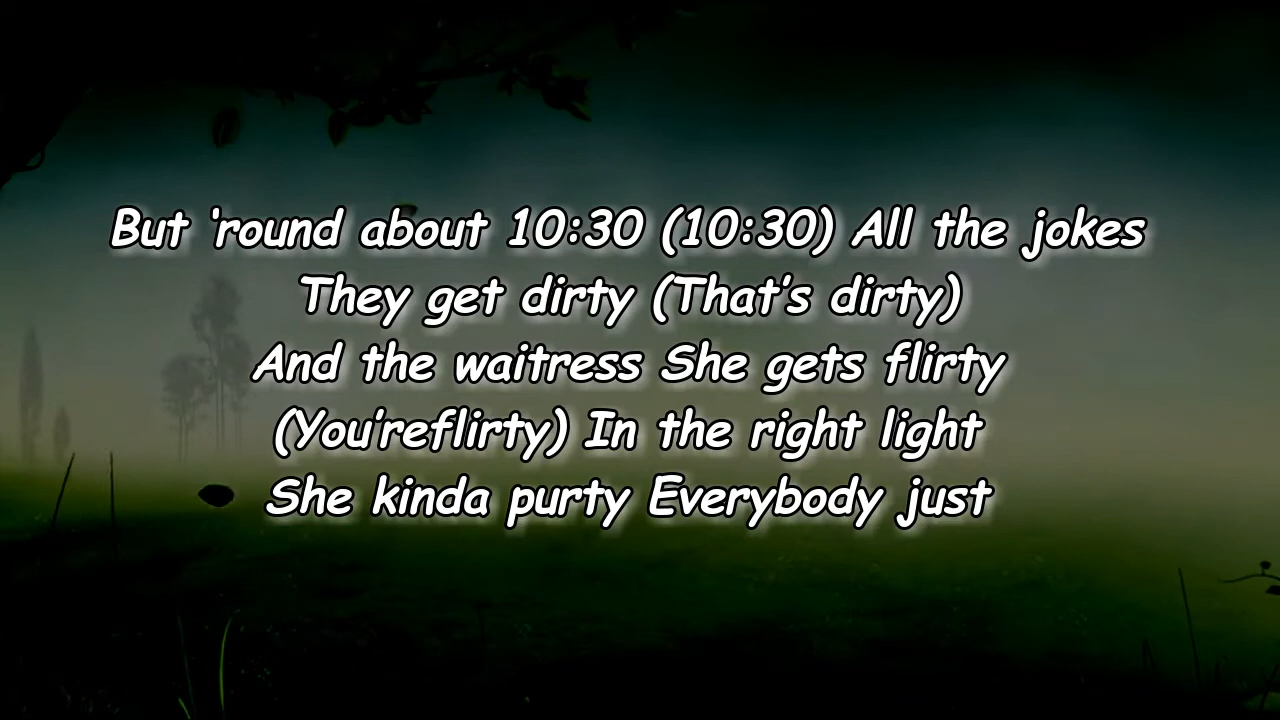 But 'round about 10:30 (10:30) All the jokes
They get dirty (That's dirty)
And the waitress She gets flirty
(You'reflirty) In the right light
She kinda purty Everybody just